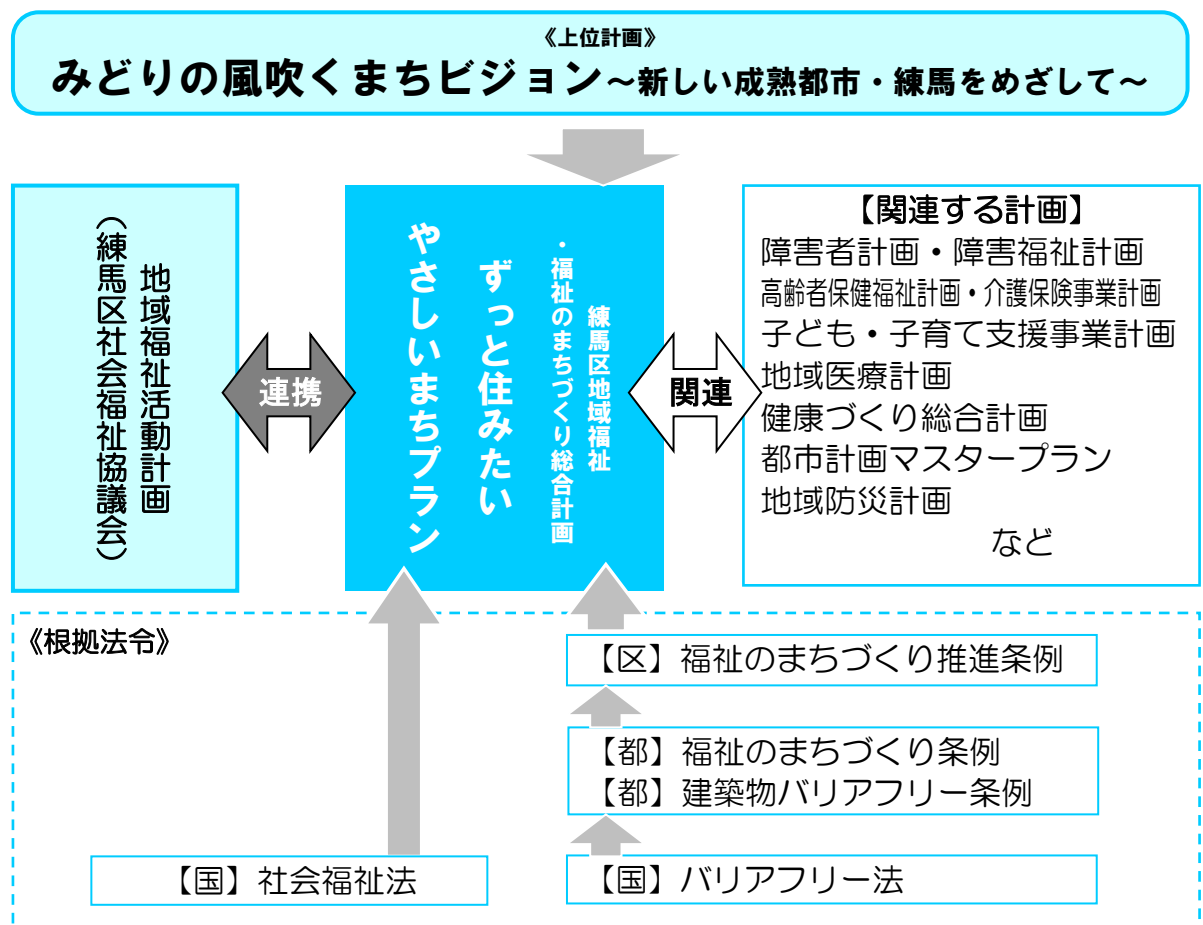 《上位計画》
みどりの風吹くまちビジョン～新しい成熟都市・練馬をめざして～
地域福祉活動計画
（練馬区社会福祉協議会）
連携
練馬区地域福祉
・福祉のまちづくり総合計画
ずっと住みたい
やさしいまちプラン
関連
【関連する計画】
障害者計画・障害福祉計画
高齢者保健福祉計画・介護保険事業計画
子ども・子育て支援事業計画
地域医療計画
健康づくり総合計画
都市計画マスタープラン
地域防災計画
など
《根拠法令》
【区】福祉のまちづくり推進条例
【都】福祉のまちづくり条例
【都】建築物バリアフリー条例
【国】社会福祉法
【国】バリアフリー法